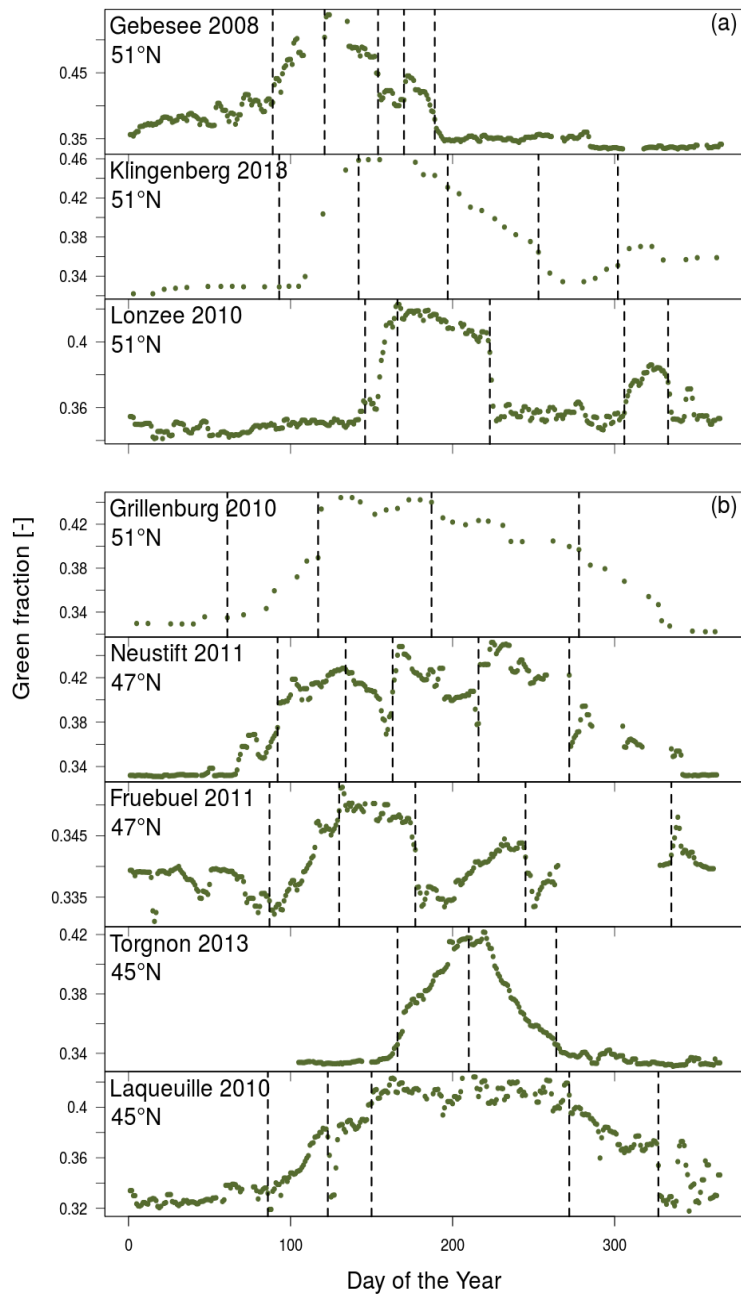 Gebesee 2008
(a)
51°N
0.45
0.35
0.46
Klingenberg 2013
51°N
0.42
0.38
0.34
Lonzee 2010
51°N
0.4
0.36
Green fraction [-]
Grillenburg 2010
(b)
51°N
0.42
0.38
0.34
Neustift 2011
47°N
0.42
0.38
0.34
Fruebuel 2011
47°N
0.345
0.335
0.42
Torgnon 2013
45°N
0.38
0.34
Laqueuille 2010
45°N
0.4
0.36
0.32
0
100
200
300
Day of the Year